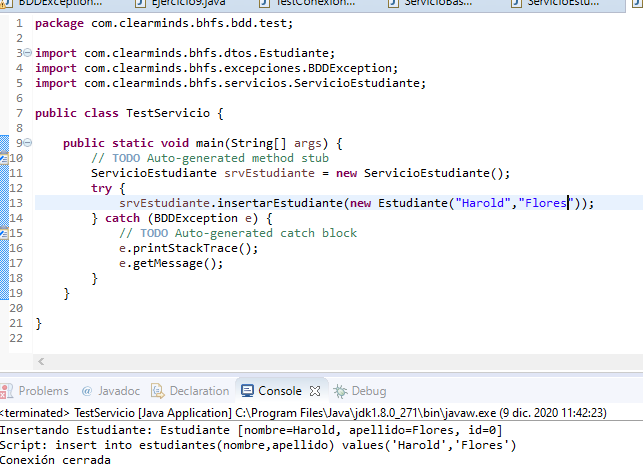 BDDException... Ejercicio9.java TestConexion... ServicioBas... ServicioEstu...
1 package com.clearminds.bhfs.bdd.test;
2
3 import com.clearminds.bhfs.dtos.Estudiante;
4 import com.clearminds.bhfs.excepciones.BDDException;
5 import com.clearminds.bhfs.servicios.ServicioEstudiante;
6
7 public class TestServicio {
8
9 public static void main(String[] args) {
10 // TODO Auto-generated method stub
11 ServicioEstudiante srvEstudiante = new ServicioEstudiante();
12 try {
13 srvEstudiante.insertarEstudiante(new Estudiante("Harold","Flores"));
14 } catch (BDDException e) {
15 // TODO Auto-generated catch block
16 e.printStackTrace();
17 e.getMessage();
18 }
19 }
20
21 }
22
Problems @ Javadoc Declaration Console Debug
<terminated> TestServicio [Java Application] C:\Program Files\Java\jdk1.8.0_271\bin\javaw.exe (9 dic. 2020 11:42:23)
Insertando Estudiante: Estudiante [nombre=Harold, apellido=Flores, id=0]
Script: insert into estudiantes(nombre,apellido) values('Harold','Flores')
Conexión cerrada